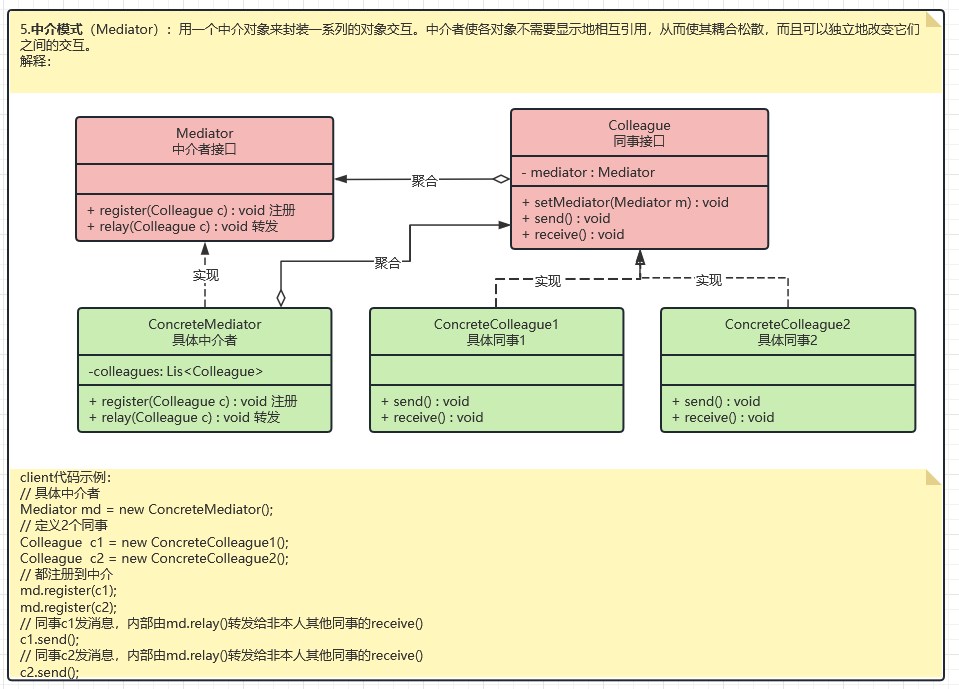 5.中介模式（Mediator）：用一个中介对象来封装一系列的对象交互。中介者使各对象不需要显示地相互引用，从而使其耦合松散，而且可以独立地改变它们
之间的交互。
解释：
Mediator
中介者接口
+ register(Colleague c) : void 注册
+ relay(Colleague c) : void 转发
聚合
Colleague
同事接口
- mediator : Mediator
+ setMediator(Mediator m) : void
+ send() : void
+ receive() : void
聚合
实现
实现
实现
ConcreteMediator
具体中介者
-colleagues: Lis<Colleague>
+ register(Colleague c) : void 注册
+ relay(Colleague c) : void 转发
ConcreteColleague1
具体同事1
+ send() : void
+ receive() : void
ConcreteColleague2
具体同事2
+ send() : void
+ receive() : void
client代码示例：
// 具体中介者
Mediator md = new ConcreteMediator();
// 定义2个同事
Colleague  c1 = new ConcreteColleague1();
Colleague  c2 = new ConcreteColleague2();
// 都注册到中介
md.register(c1);
md.register(c2);
// 同事c1发消息，内部由md.relay()转发给非本人其他同事的receive()
c1.send();
// 同事c2发消息，内部由md.relay()转发给非本人其他同事的receive()
c2.send();